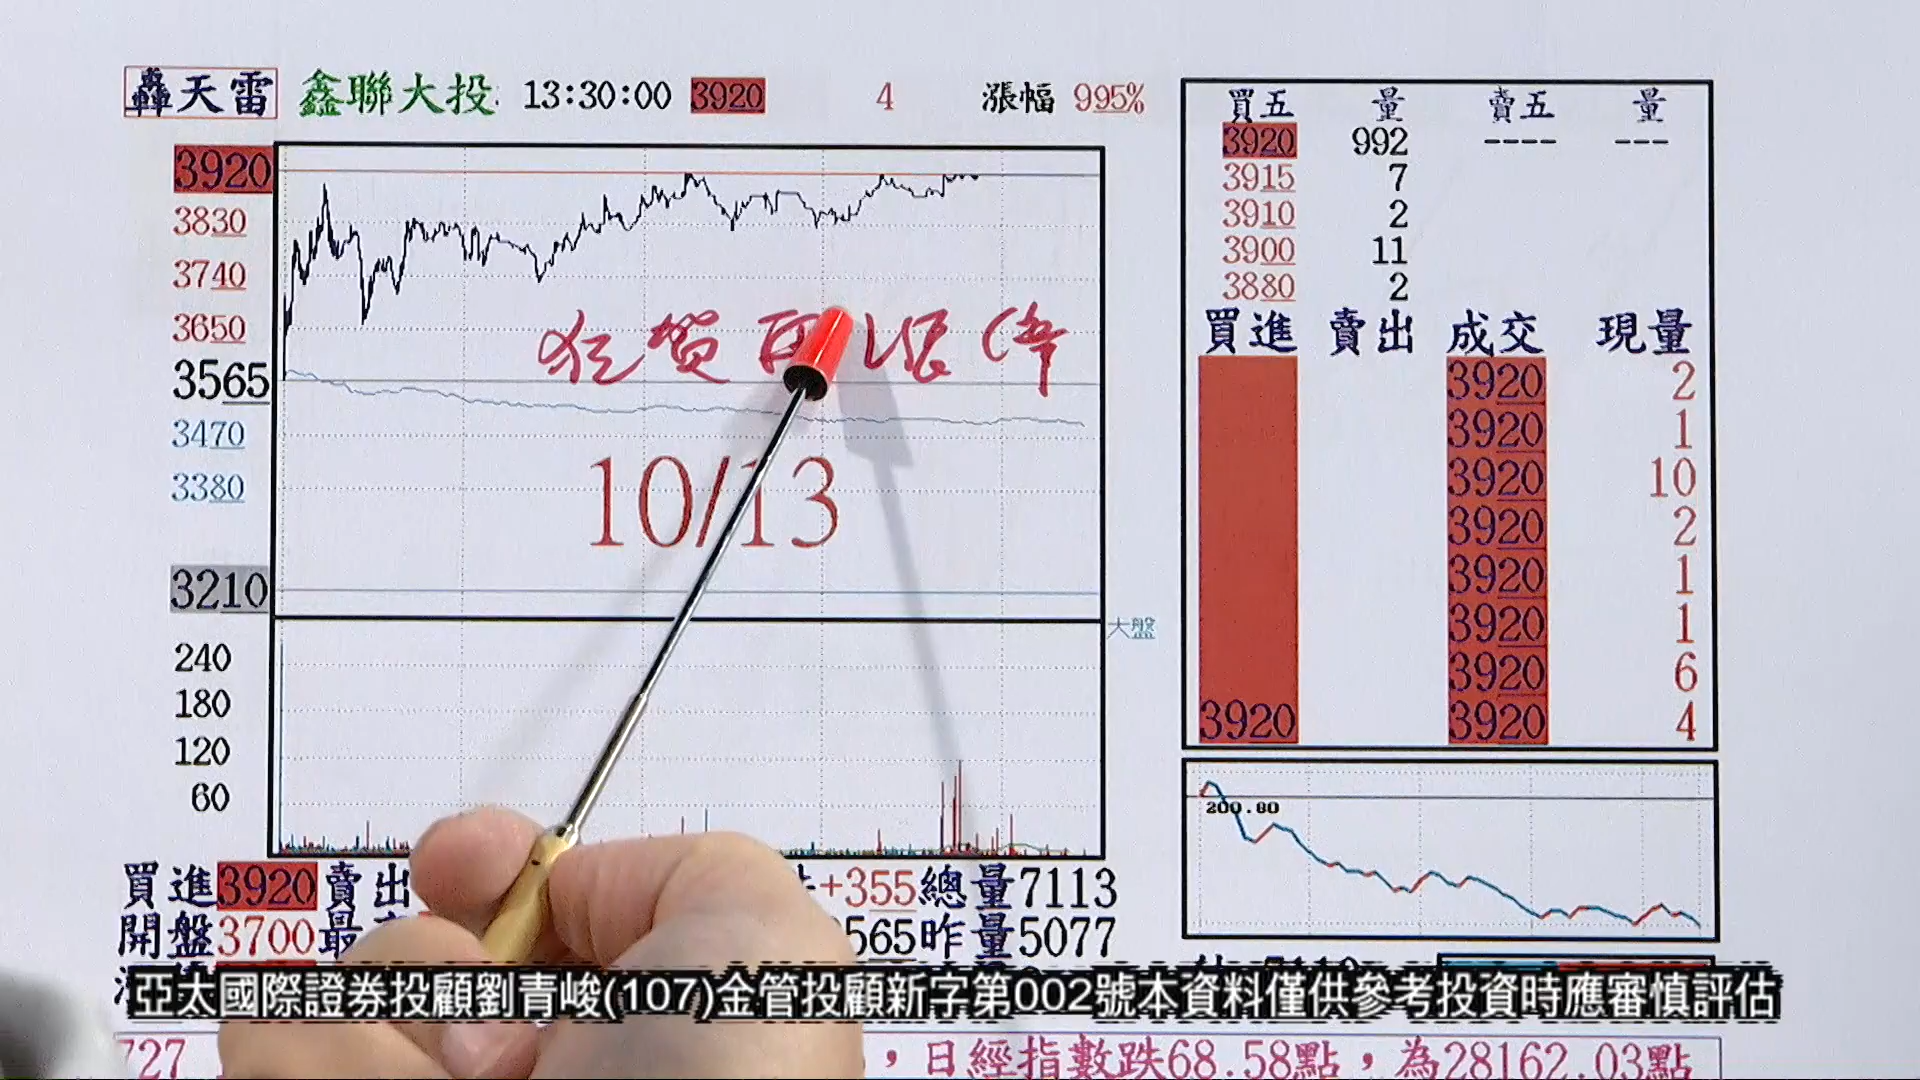 轟天雷 鑫聯大投 13:30:00 3920 4 漲幅 995%
3920
3830
3740
3650
3565
3470
3380
3210
狂賀再
10/13
大盤
240
180
120
60
買五 量 賣五 量
3920 992 ---- ---
3915 7
3910 2
3900 11
3880 2
買進 賣出 成交 現量
3920 2
3920 1
3920 10
3920 2
3920 1
3920 1
3920 6
3920 3920 4
200.80
買進3920賣出 +355總量7113
開盤3700最 565昨量5077
亞太國際證券投顧劉青峻(107)金管投顧新字第002號本資料僅供參考投資時應審慎評估
727 ,日經指數跌68.58點,為28162.03點